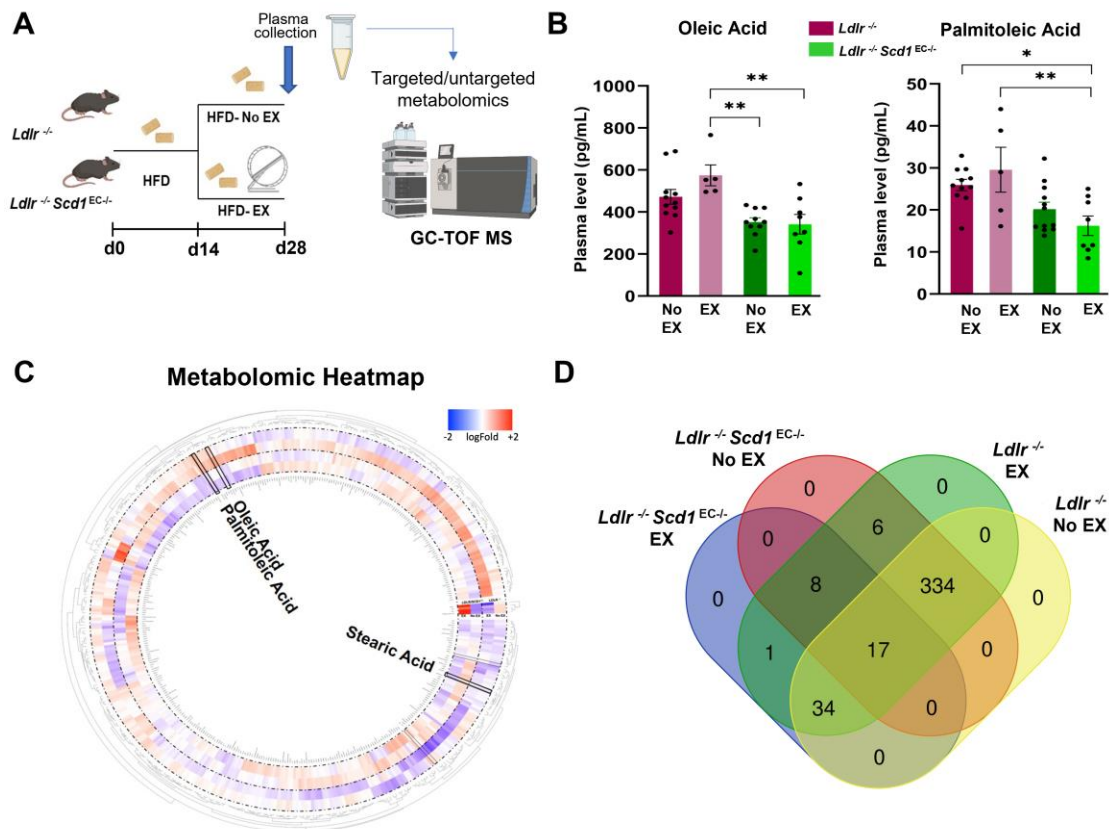 A
Plasma
collection
Targeted/untargeted
metabolomics
Ldlr -/-
Ldlr -/- Scd1 EC-/-
HFD
HFD- No EX
HFD- EX
d0
d14
d28
GC-TOF MS
B
Oleic Acid
Ldlr -/-
Ldlr -/- Scd1 EC-/-
Palmitoleic Acid
Plasma level (pg/mL)
1000
800
600
400
200
0
**
**
No
EX
EX
No
EX
EX
Plasma level (pg/mL)
50
40
30
20
10
0
*
**
No
EX
EX
No
EX
EX
C
Metabolomic Heatmap
-2 logFold +2
Oleic Acid
Palmitoleic Acid
Stearic Acid
D
Ldlr -/- Scd1 EC-/-
No EX
Ldlr -/-
EX
Ldlr -/- Scd1 EC-/-
EX
Ldlr -/-
No EX
0
0
0
6
0
0
8
334
0
1
17
0
34
0
0